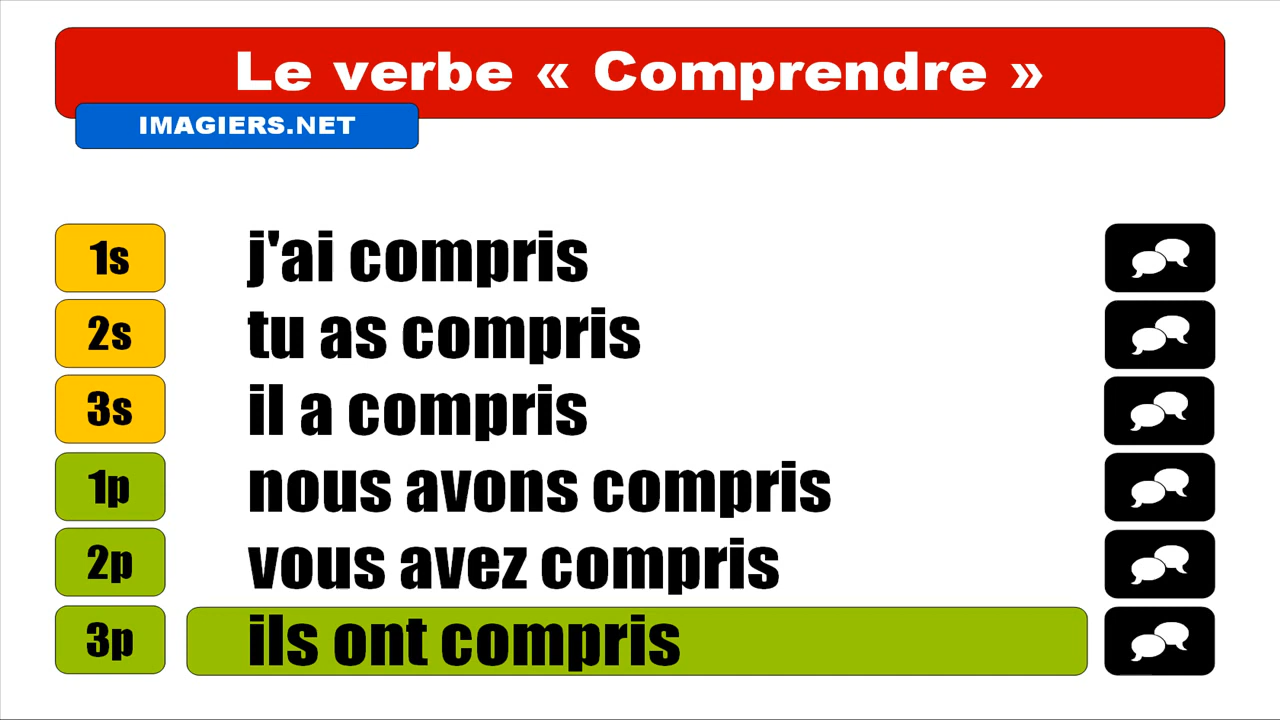 Le verbe « Comprendre »
IMAGIERS.NET
1s j'ai compris
2s tu as compris
3s il a compris
1p nous avons compris
2p vous avez compris
3p ils ont compris